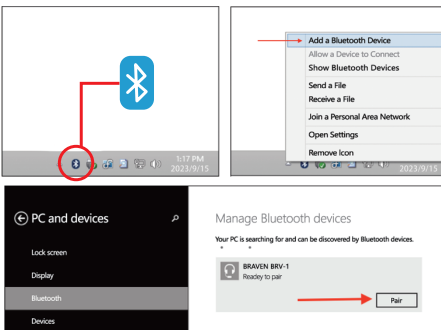 1:17 PM
2023/9/15
Add a Bluetooth Device
Allow a Device to Connect
Show Bluetooth Devices
Send a File
Receive a File
Join a Personal Area Network
Open Settings
Remove Icon
2023/9/15
PC and devices
Lock screen
Display
Bluetooth
Devices
Manage Bluetooth devices
Your PC is searching for and can be discovered by Bluetooth devices.
BRAVEN BRV-1
Readey to pair
Pair